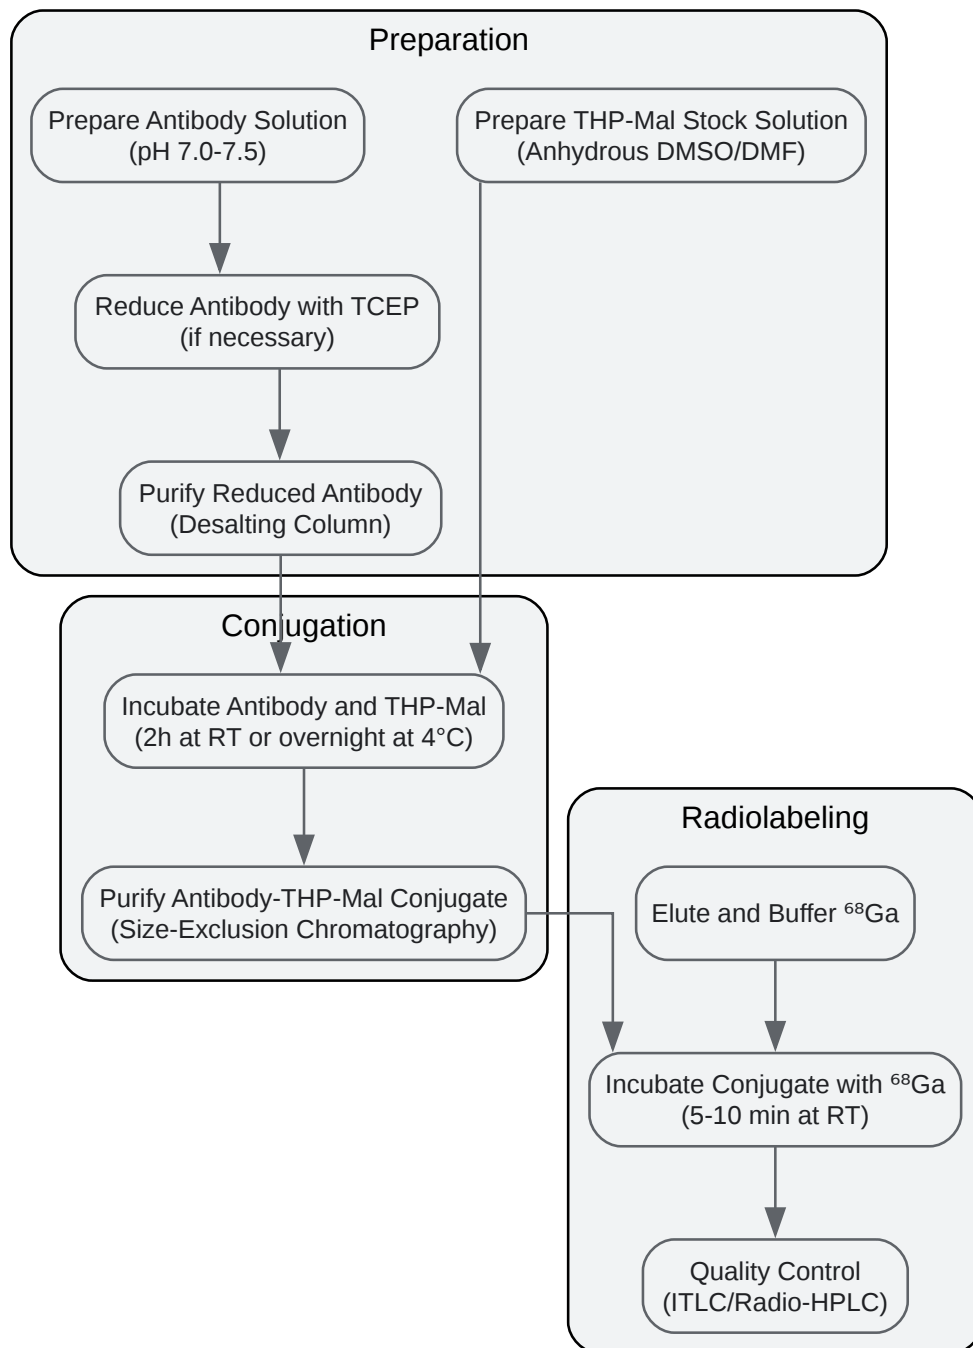 Preparation
Prepare Antibody Solution
(pH 7.0-7.5)
Prepare THP-Mal Stock Solution
(Anhydrous DMSO/DMF)
Reduce Antibody with TCEP
(if necessary)
Purify Reduced Antibody
(Desalting Column)
Conjugation
Incubate Antibody and THP-Mal
(2h at RT or overnight at 4°C)
Purify Antibody-THP-Mal Conjugate
(Size-Exclusion Chromatography)
Radiolabeling
Elute and Buffer ⁶⁸Ga
Incubate Conjugate with ⁶⁸Ga
(5-10 min at RT)
Quality Control
(ITLC/Radio-HPLC)